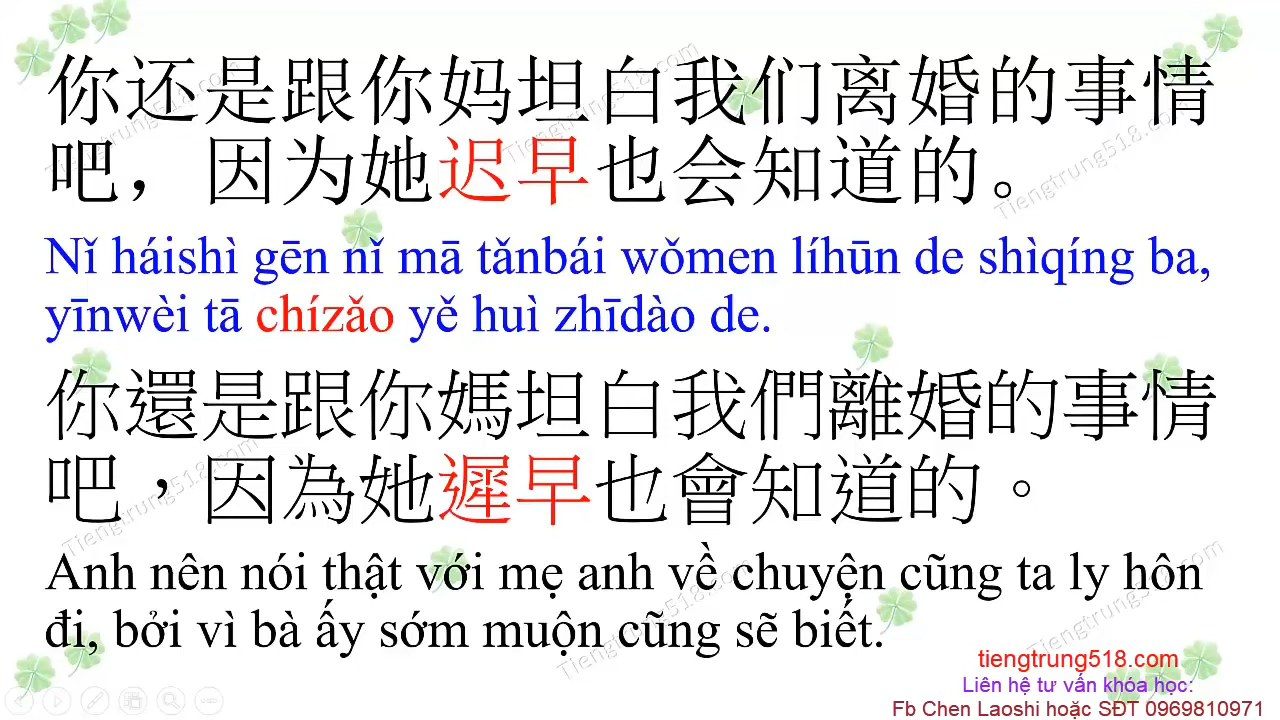 你还是跟你妈坦白我们离婚的事情
吧，因为她迟早也会知道的。
Nǐ háishì gēn nǐ mā tǎnbái wǒmen líhūn de shìqíng ba,
yīnwèi tā chízǎo yě huì zhīdào de.
你還是跟你媽坦白我們離婚的事情
吧，因為她遲早也會知道的。
Anh nên nói thật với mẹ anh về chuyện cũng ta ly hôn
đi, bởi vì bà ấy sớm muộn cũng sẽ biết.
tiengtrung518.com
Liên hệ tư vấn khóa học:
Fb Chen Laoshi hoặc SĐT 0969810971